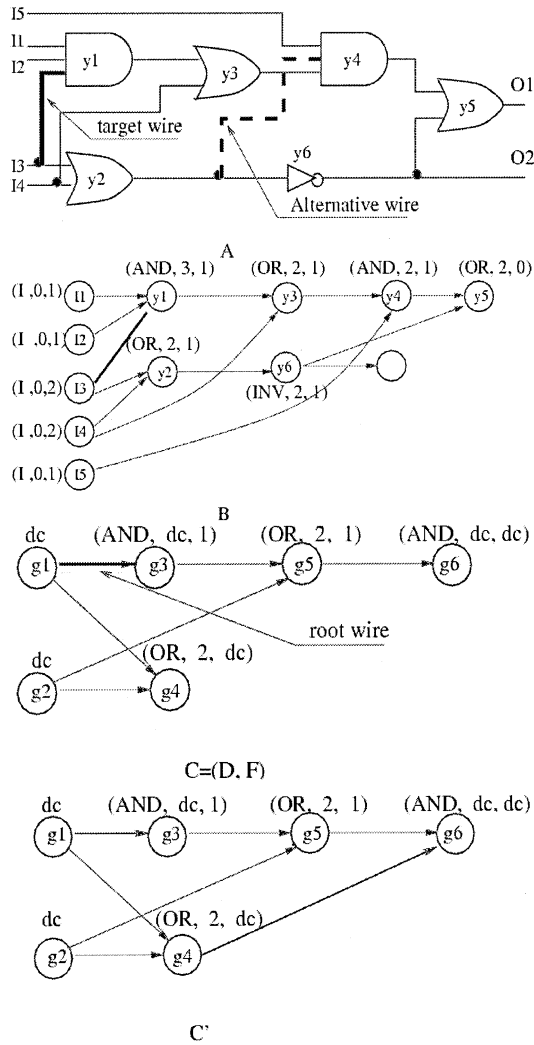 I5
I1
I2
y1
y3
y4
O1
target wire
y5
y6
O2
I3
I4
y2
Alternative wire
A
(AND, 3, 1) (OR, 2, 1) (AND, 2, 1) (OR, 2, 0)
(I ,0,1) I1 y1 y3 y4 y5
(I ,0,1) I2
(OR, 2, 1)
(I ,0,2) I3 y2 y6
(INV, 2, 1)
(I ,0,2) I4
(I ,0,1) I5
B
dc (AND, dc, 1) (OR, 2, 1) (AND, dc, dc)
g1 g3 g5 g6
root wire
dc (OR, 2, dc)
g2 g4
C=(D, F)
dc (AND, dc, 1) (OR, 2, 1) (AND, dc, dc)
g1 g3 g5 g6
dc (OR, 2, dc)
g2 g4
C'